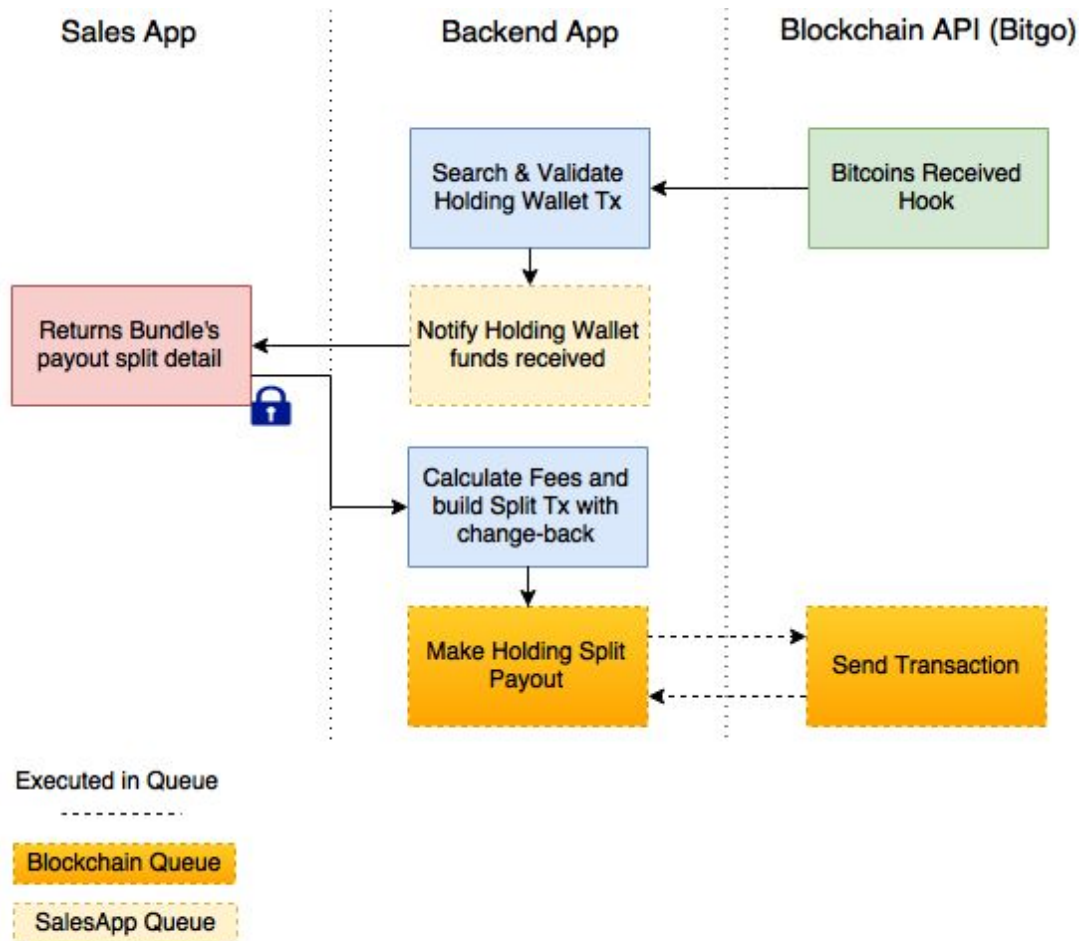 Sales App
Backend App
Blockchain API (Bitgo)
Search & Validate
Holding Wallet Tx
Bitcoins Received
Hook
Returns Bundle's
payout split detail
Notify Holding Wallet
funds received
Calculate Fees and
build Split Tx with
change-back
Make Holding Split
Payout
Send Transaction
Executed in Queue
Blockchain Queue
SalesApp Queue